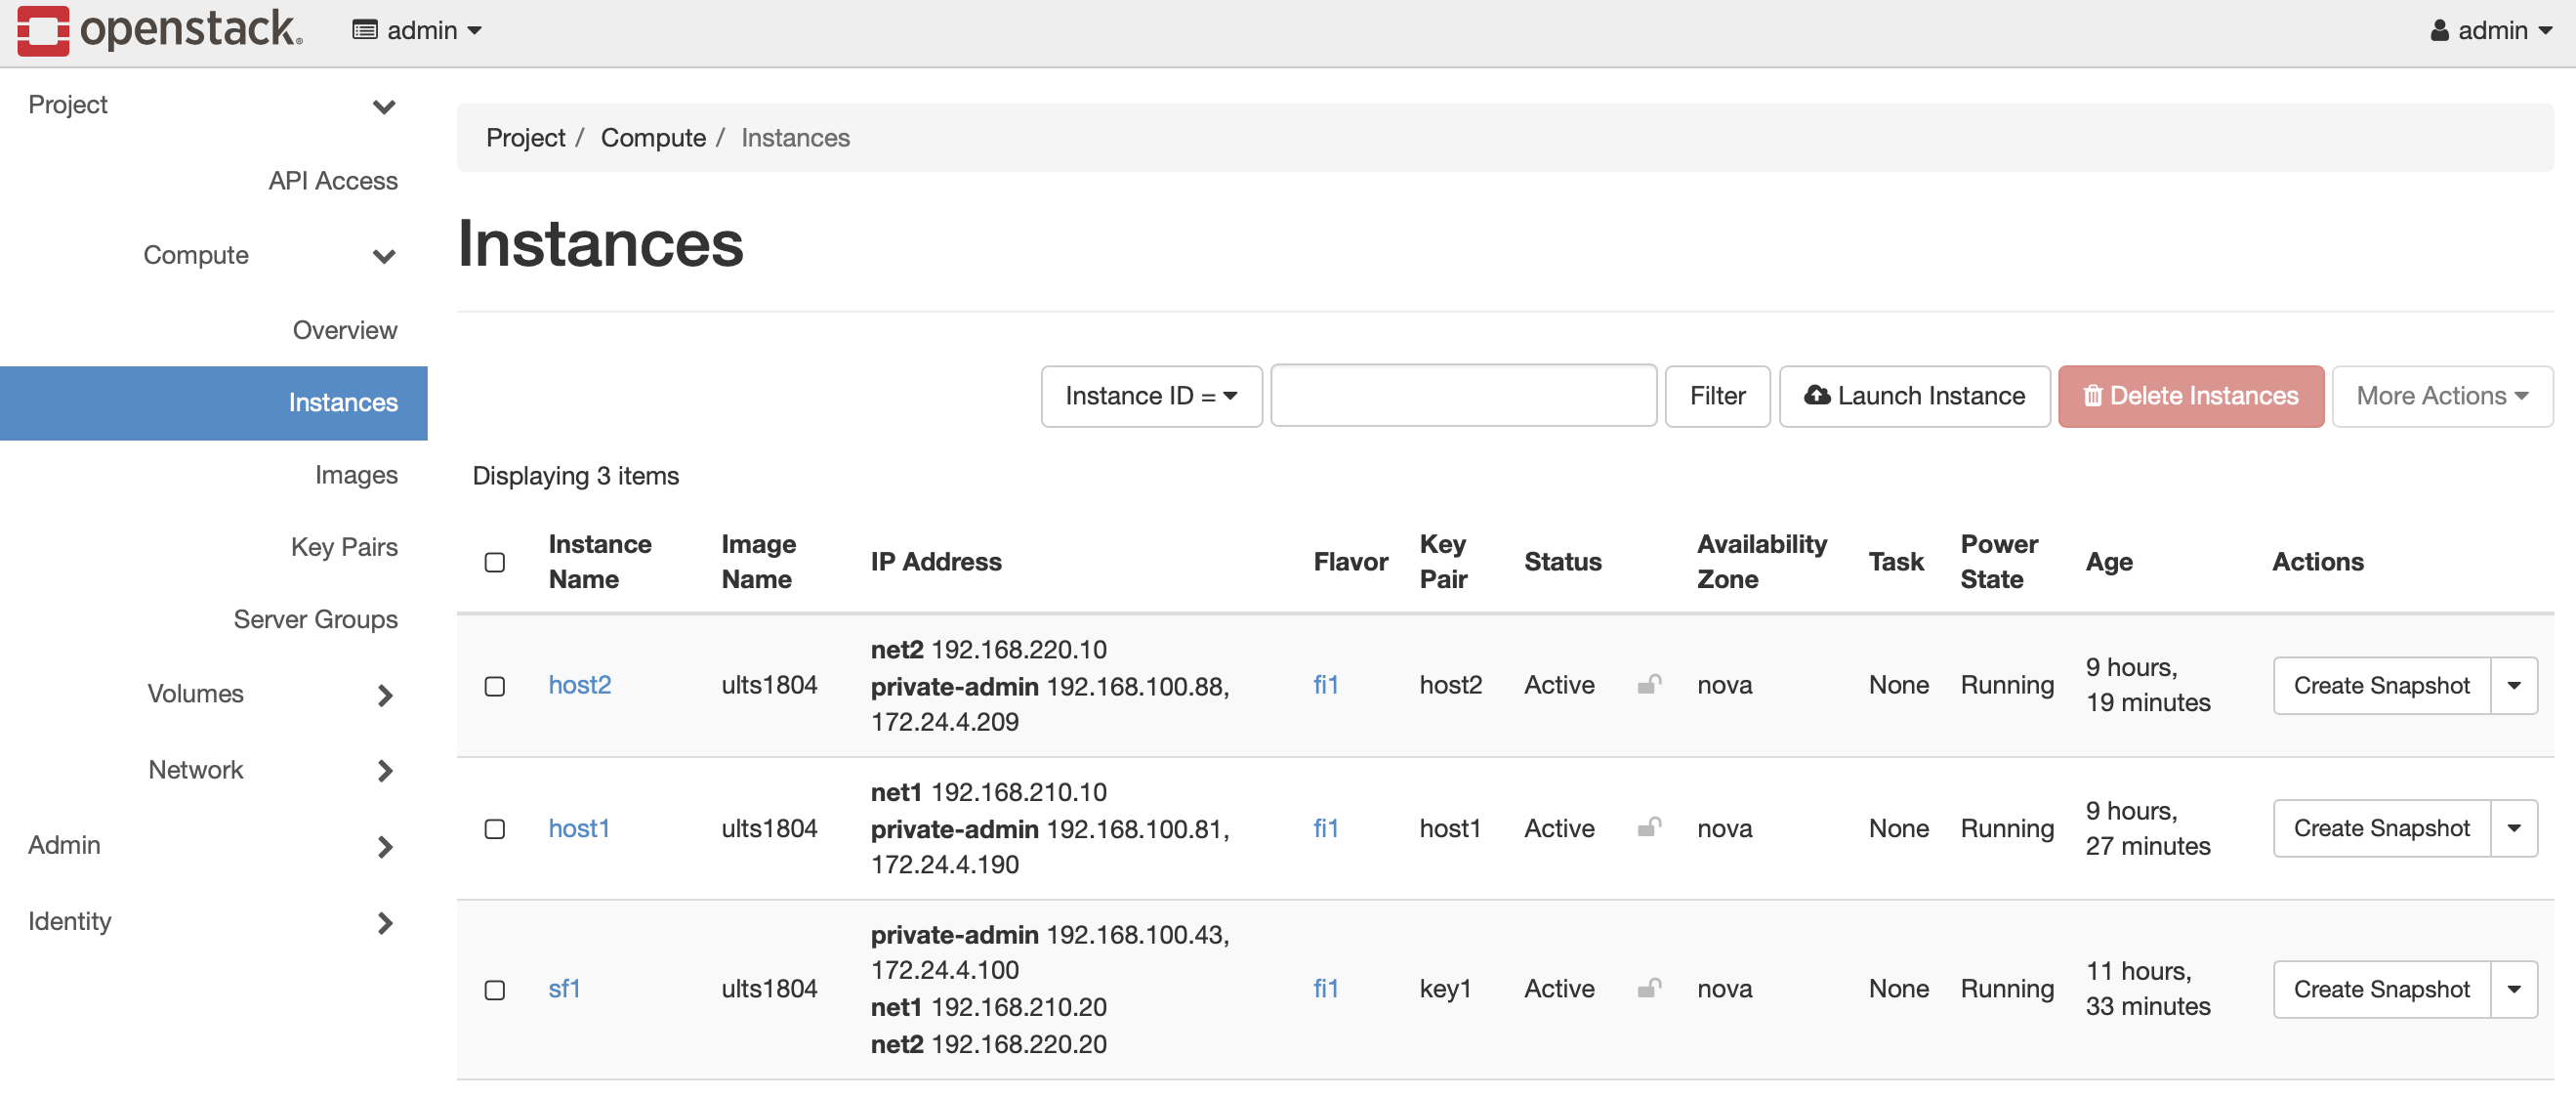 openstack. admin admin
Project
API Access
Compute
Overview
Instances
Images
Key Pairs
Server Groups
Volumes
Network
Admin
Identity
Project / Compute / Instances
Instances
Instance ID = Filter Launch Instance Delete Instances More Actions
Displaying 3 items
Instance Name Image Name IP Address Flavor Key Pair Status Availability Zone Task Power State Age Actions
host2 ults1804 net2 192.168.220.10
private-admin 192.168.100.88,
172.24.4.209
fi1 host2 Active nova None Running 9 hours,
19 minutes
Create Snapshot
host1 ults1804 net1 192.168.210.10
private-admin 192.168.100.81,
172.24.4.190
fi1 host1 Active nova None Running 9 hours,
27 minutes
Create Snapshot
sf1 ults1804 private-admin 192.168.100.43,
172.24.4.100
net1 192.168.210.20
net2 192.168.220.20
fi1 key1 Active nova None Running 11 hours,
33 minutes
Create Snapshot